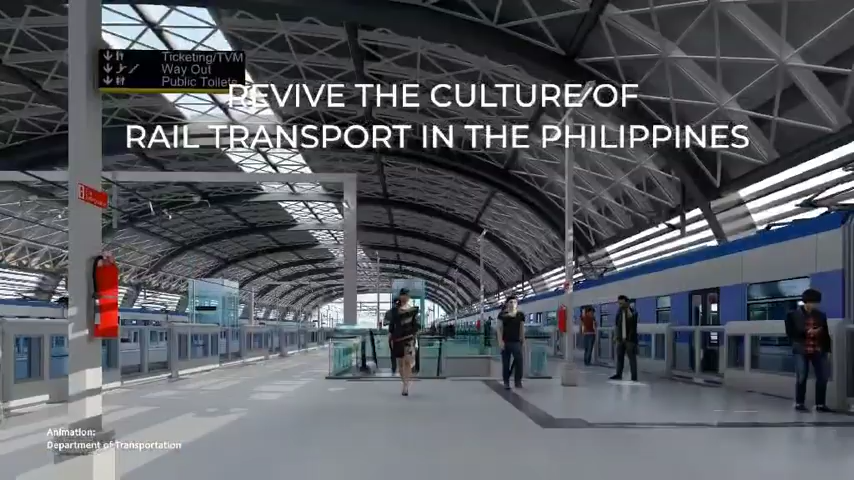 Ticketing/TVM
Way Out
Public Toilets
REVIVE THE CULTURE OF
RAIL TRANSPORT IN THE PHILIPPINES
Animation:
Department of Transportation